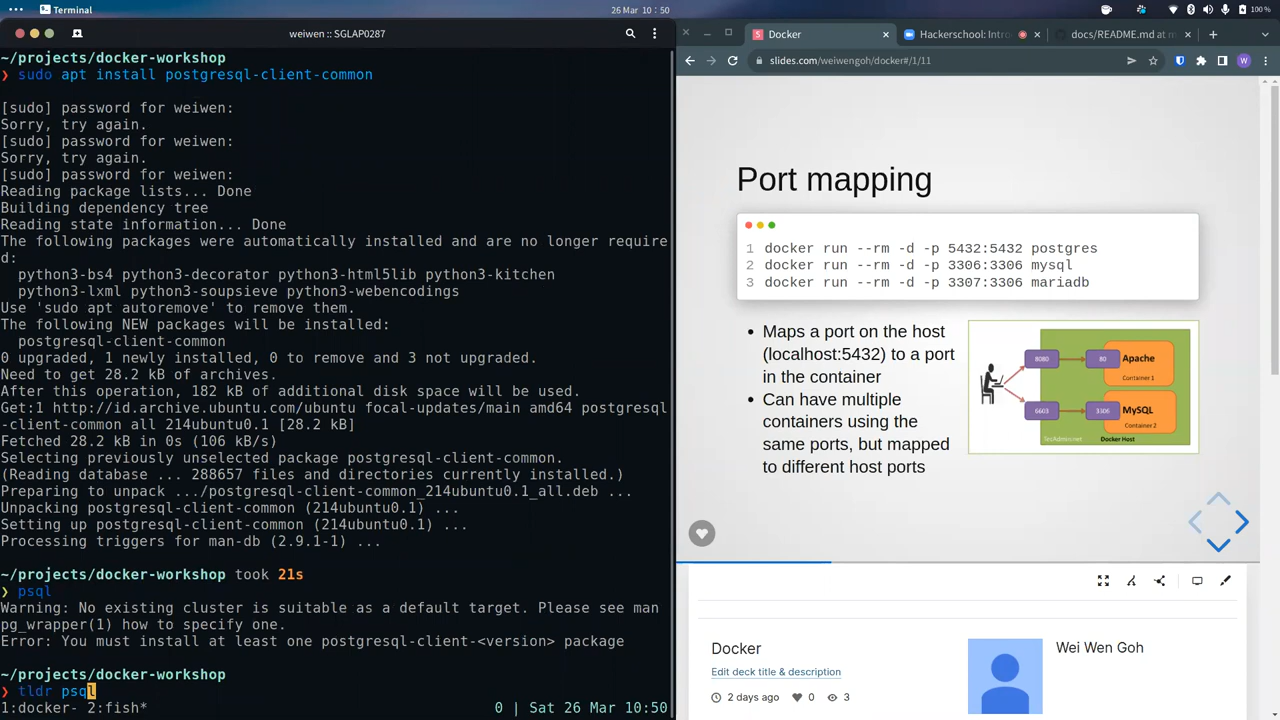 26 Mar 10:50
100 %
weiwen :: SGLAP0287
~/Projects/docker-workshop
❯ sudo apt install postgresql-client-common
[sudo] password for weiwen:
Sorry, try again.
[sudo] password for weiwen:
Sorry, try again.
[sudo] password for weiwen:
Reading package lists... Done
Building dependency tree
Reading state information... Done
The following packages were automatically installed and are no longer require
d:
python3-bs4 python3-decorator python3-html5lib python3-kitchen
python3-lxml python3-soupsieve python3-webencodings
Use 'sudo apt autoremove' to remove them.
The following NEW packages will be installed:
postgresql-client-common
0 upgraded, 1 newly installed, 0 to remove and 3 not upgraded.
Need to get 28.2 kB of archives.
After this operation, 182 kB of additional disk space will be used.
Get:1 http://id.archive.ubuntu.com/ubuntu focal-updates/main amd64 postgresql
-client-common all 214ubuntu0.1 [28.2 kB]
Fetched 28.2 kB in 0s (106 kB/s)
Selecting previously unselected package postgresql-client-common.
(Reading database ... 288657 files and directories currently installed.)
Preparing to unpack .../postgresql-client-common_214ubuntu0.1_all.deb ...
Unpacking postgresql-client-common (214ubuntu0.1) ...
Setting up postgresql-client-common (214ubuntu0.1) ...
Processing triggers for man-db (2.9.1-1) ...
~/projects/docker-workshop took 21s
❯ psql
Warning: No existing cluster is suitable as a default target. Please see man
pg_wrapper(1) how to specify one.
Error: You must install at least one postgresql-client-<version> package
~/projects/docker-workshop
❯ tldr psql
1:docker- 2:fish*
0 | Sat 26 Mar 10:50
Docker
Hackerschool: Intro
docs/README.md at m
slides.com/weiwengoh/docker#/1/11
W
Port mapping
1 docker run --rm -d -p 5432:5432 postgres
2 docker run --rm -d -p 3306:3306 mysql
3 docker run --rm -d -p 3307:3306 mariadb
• Maps a port on the host
(localhost:5432) to a port
in the container
• Can have multiple
containers using the
same ports, but mapped
to different host ports
8080
80
Apache
Container 1
6603
3306
MySQL
Container 2
Docker Host
Docker
Edit deck title & description
2 days ago
0
3
Wei Wen Goh